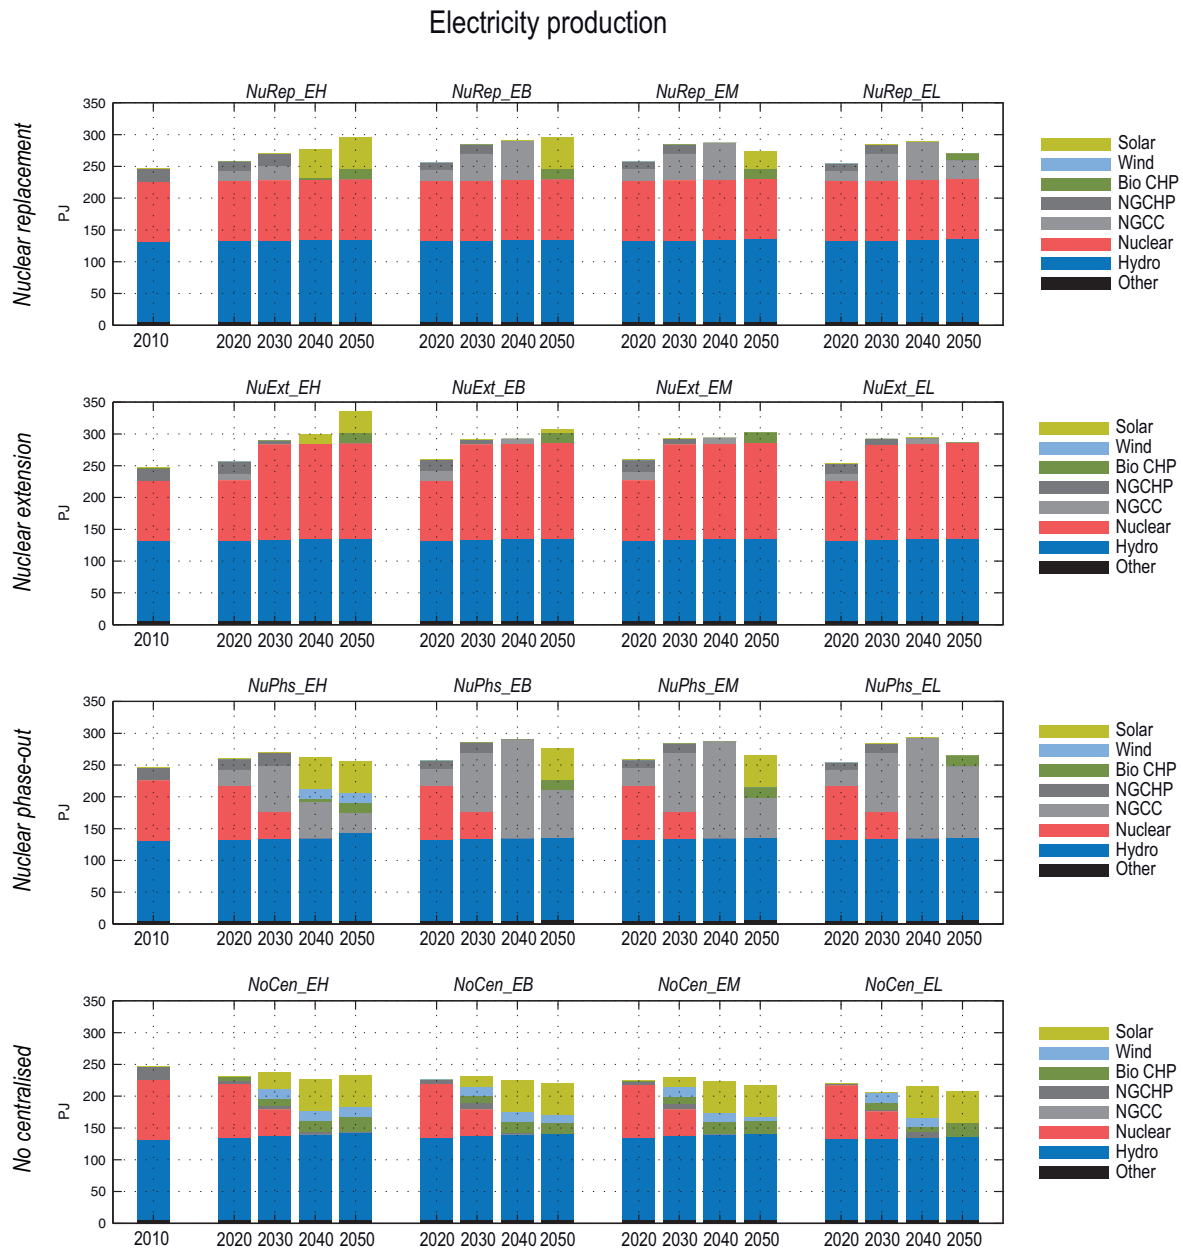 Electricity production
Nuclear replacement
NuRep_EH NuRep_EB NuRep_EM NuRep_EL
350
300
250
200
150
100
50
0
PJ
2010 2020 2030 2040 2050 2020 2030 2040 2050 2020 2030 2040 2050 2020 2030 2040 2050
Solar
Wind
Bio CHP
NGCHP
NGCC
Nuclear
Hydro
Other
Nuclear extension
NuExt_EH NuExt_EB NuExt_EM NuExt_EL
350
300
250
200
150
100
50
0
PJ
2010 2020 2030 2040 2050 2020 2030 2040 2050 2020 2030 2040 2050 2020 2030 2040 2050
Solar
Wind
Bio CHP
NGCHP
NGCC
Nuclear
Hydro
Other
Nuclear phase-out
NuPhs_EH NuPhs_EB NuPhs_EM NuPhs_EL
350
300
250
200
150
100
50
0
PJ
2010 2020 2030 2040 2050 2020 2030 2040 2050 2020 2030 2040 2050 2020 2030 2040 2050
Solar
Wind
Bio CHP
NGCHP
NGCC
Nuclear
Hydro
Other
No centralised
NoCen_EH NoCen_EB NoCen_EM NoCen_EL
350
300
250
200
150
100
50
0
PJ
2010 2020 2030 2040 2050 2020 2030 2040 2050 2020 2030 2040 2050 2020 2030 2040 2050
Solar
Wind
Bio CHP
NGCHP
NGCC
Nuclear
Hydro
Other